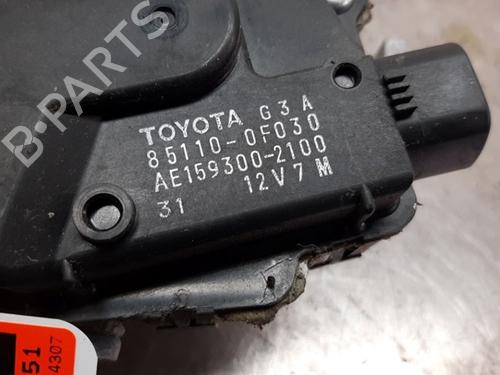 TOYOTA G3A
85110-0F030
AE159300-2100
31 12V7M
B-PARTS
51
4307